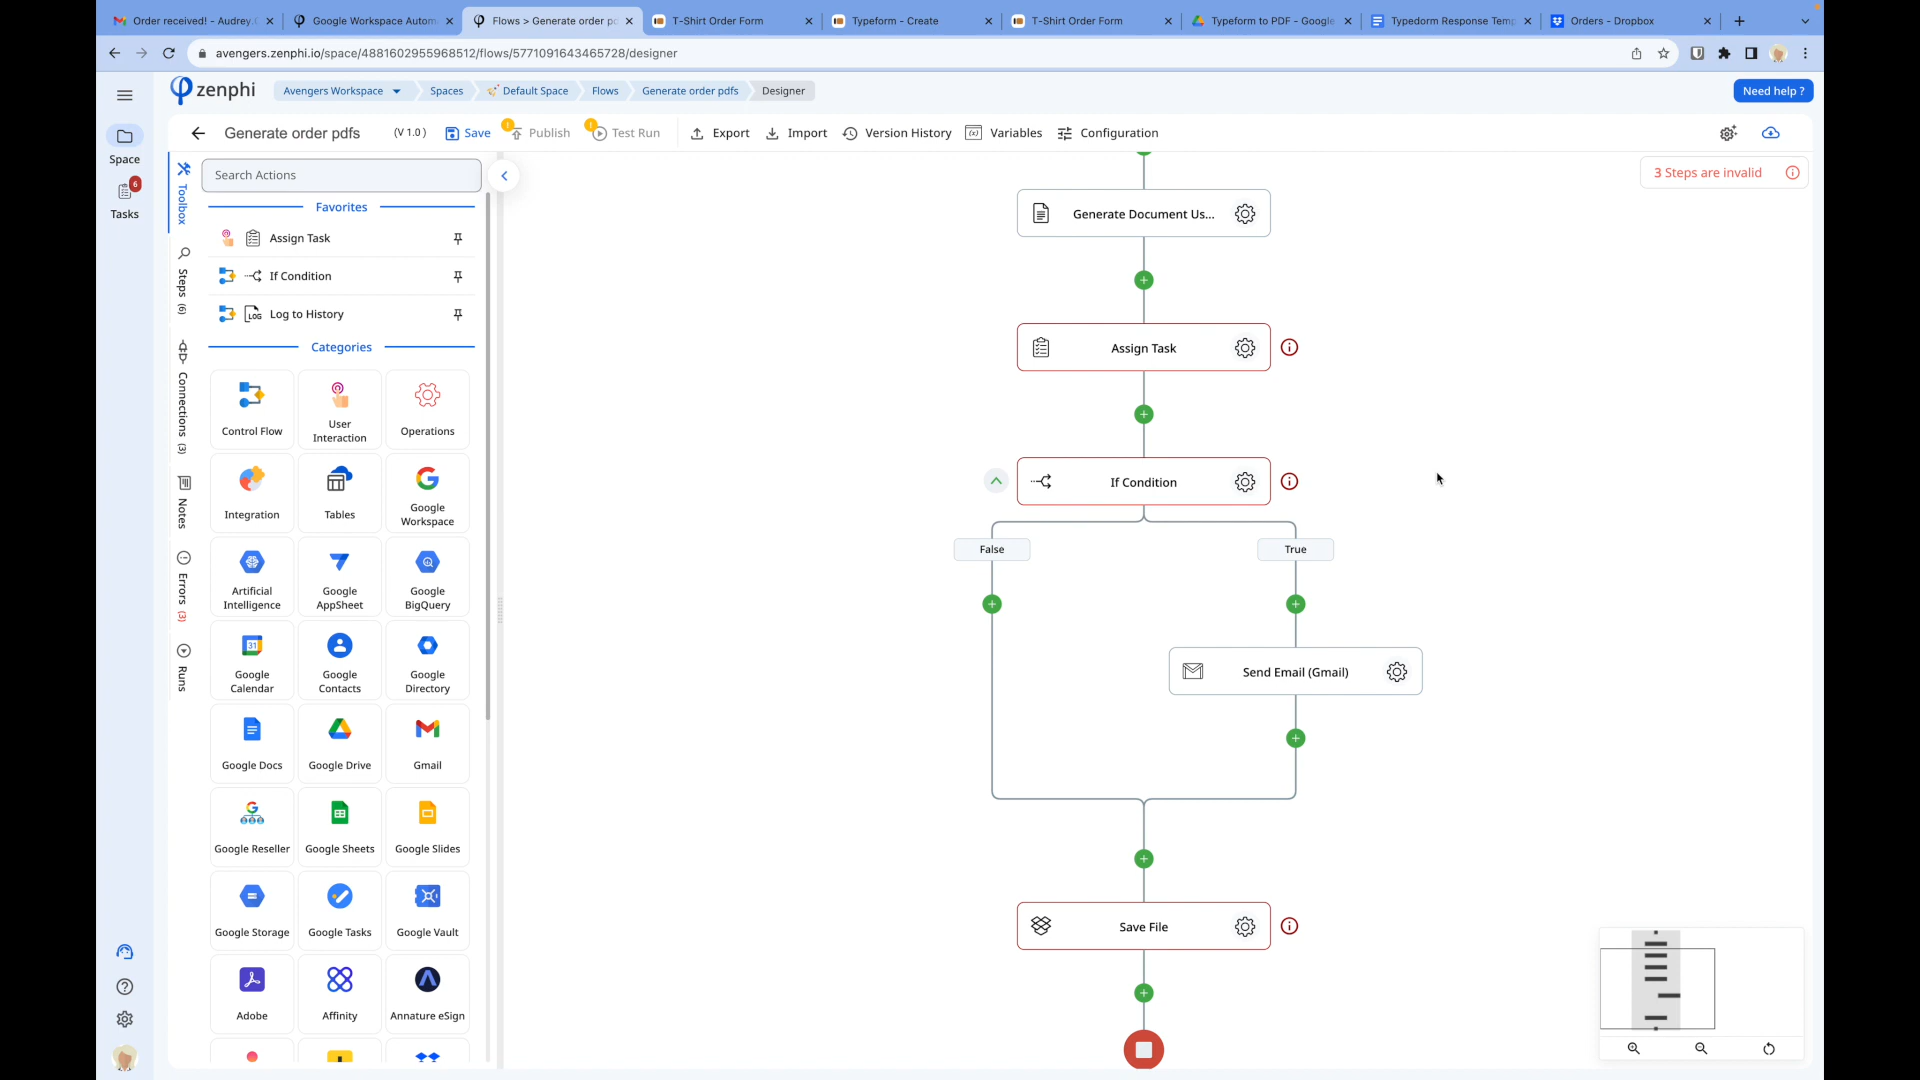 Order received! - Audrey.
Google Workspace Autom
Flows > Generate order p
T-Shirt Order Form
Typeform - Create
T-Shirt Order Form
Typeform to PDF - Google
Typedorm Response Temp
Orders - Dropbox
avengers.zenphi.io/space/4881602955968512/flows/5771091643465728/designer
zenphi
Avengers Workspace
Spaces
Default Space
Flows
Generate order pdfs
Designer
Need help ?
Generate order pdfs
(V 1.0 )
Save
Publish
Test Run
Export
Import
Version History
Variables
Configuration
Space
6
Tasks
Toolbox
Steps (6)
Connections (3)
Notes
Errors (3)
Runs
Search Actions
Favorites
Assign Task
If Condition
LOG
Log to History
Categories
Control Flow
User
Interaction
Operations
Integration
Tables
Google
Workspace
Artificial
Intelligence
Google
AppSheet
Google
BigQuery
31
Google
Calendar
Google
Contacts
Google
Directory
Google Docs
Google Drive
Gmail
Google Reseller
Google Sheets
Google Slides
Google Storage
Google Tasks
Google Vault
Adobe
Affinity
Annature eSign
3 Steps are invalid
Generate Document Us...
Assign Task
If Condition
False
True
Send Email (Gmail)
Save File